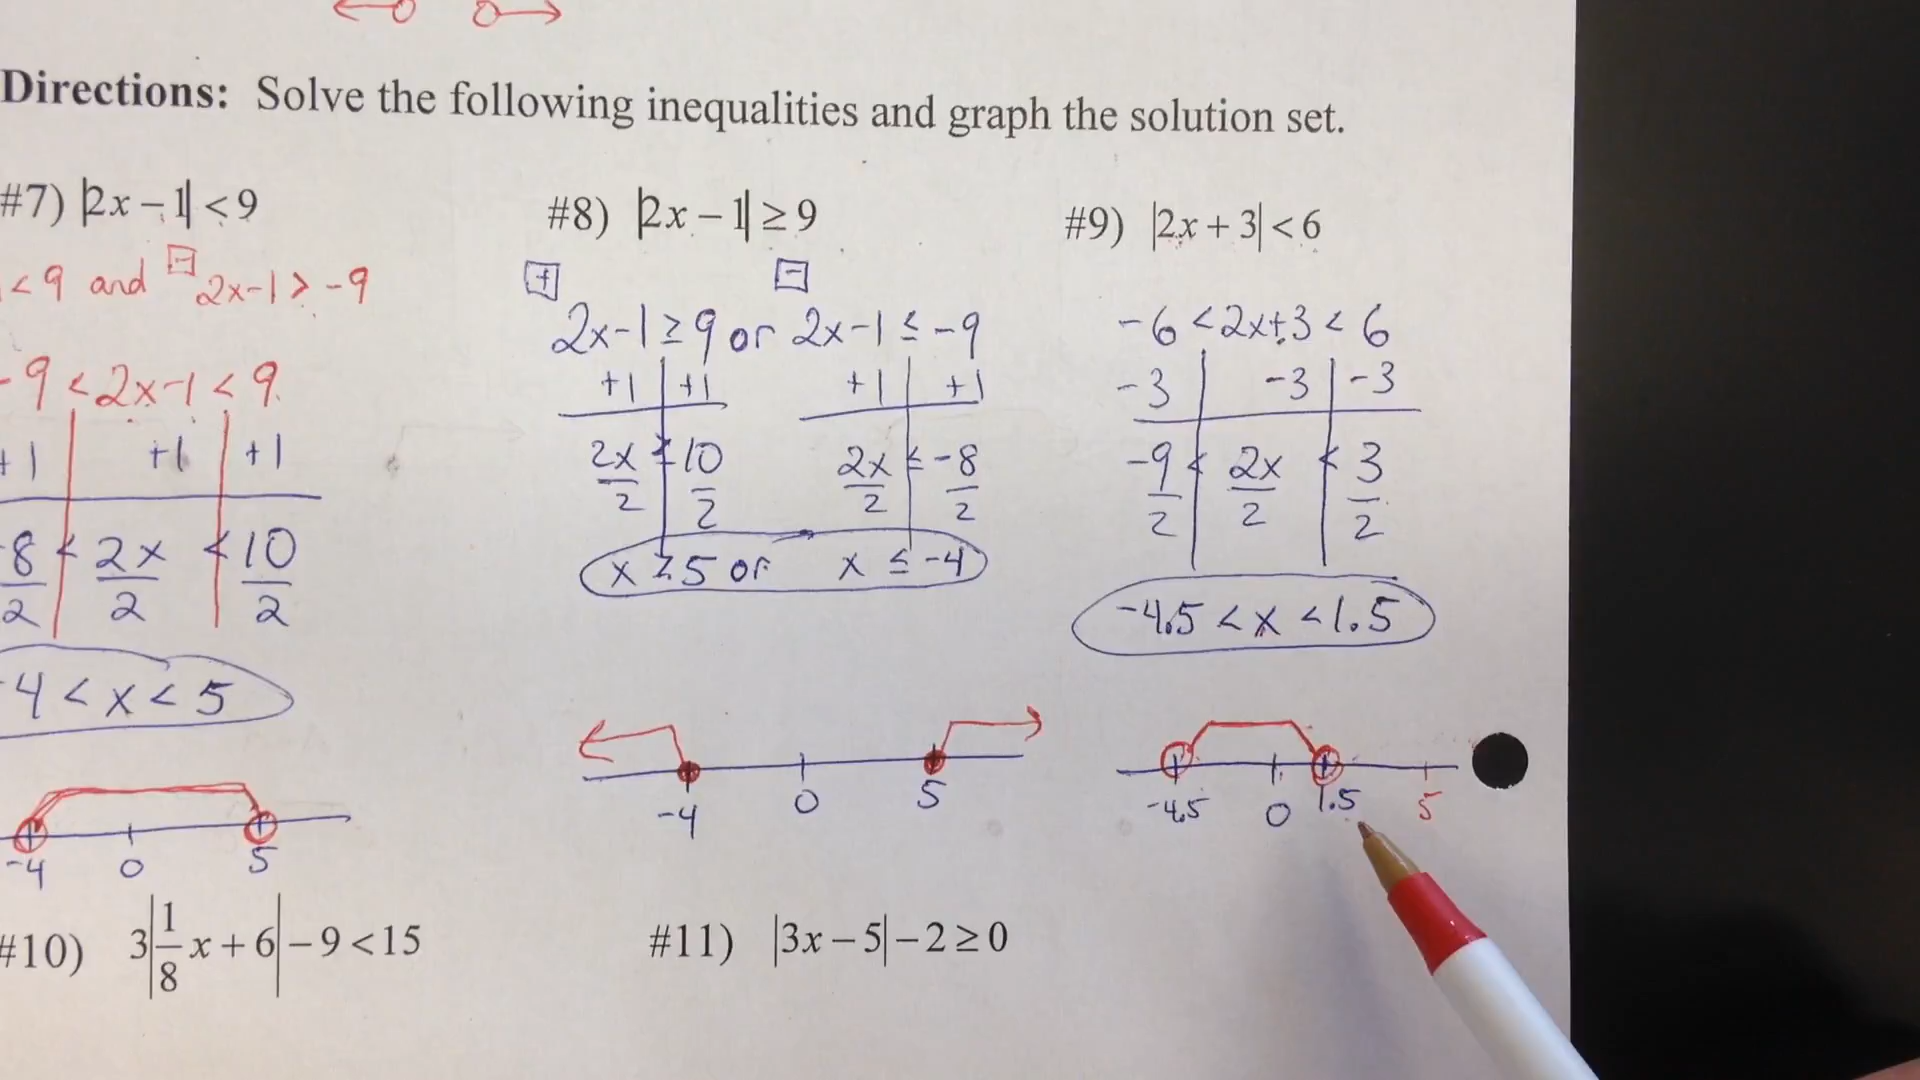 Directions: Solve the following inequalities and graph the solution set.
#7) |2x – 1| < 9
< 9 and [-] 2x-1 > -9
-9 < 2x-1 < 9
+1 | +1 | +1
8/2 < 2x/2 < 10/2
4 < x < 5
-4 0 5
#8) |2x – 1| ≥ 9
[+] [-]
2x-1 ≥ 9 or 2x-1 ≤ -9
+1 | +1 +1 | +1
2x/2 ≥ 10/2 2x/2 ≤ -8/2
x ≥ 5 or x ≤ -4
-4 0 5
#9) |2x + 3| < 6
-6 < 2x+3 < 6
-3 | -3 | -3
-9/2 < 2x/2 < 3/2
-4.5 < x < 1.5
-4.5 0 1.5 5
#10) 3|1/8 x + 6| – 9 < 15
#11) |3x – 5| – 2 ≥ 0